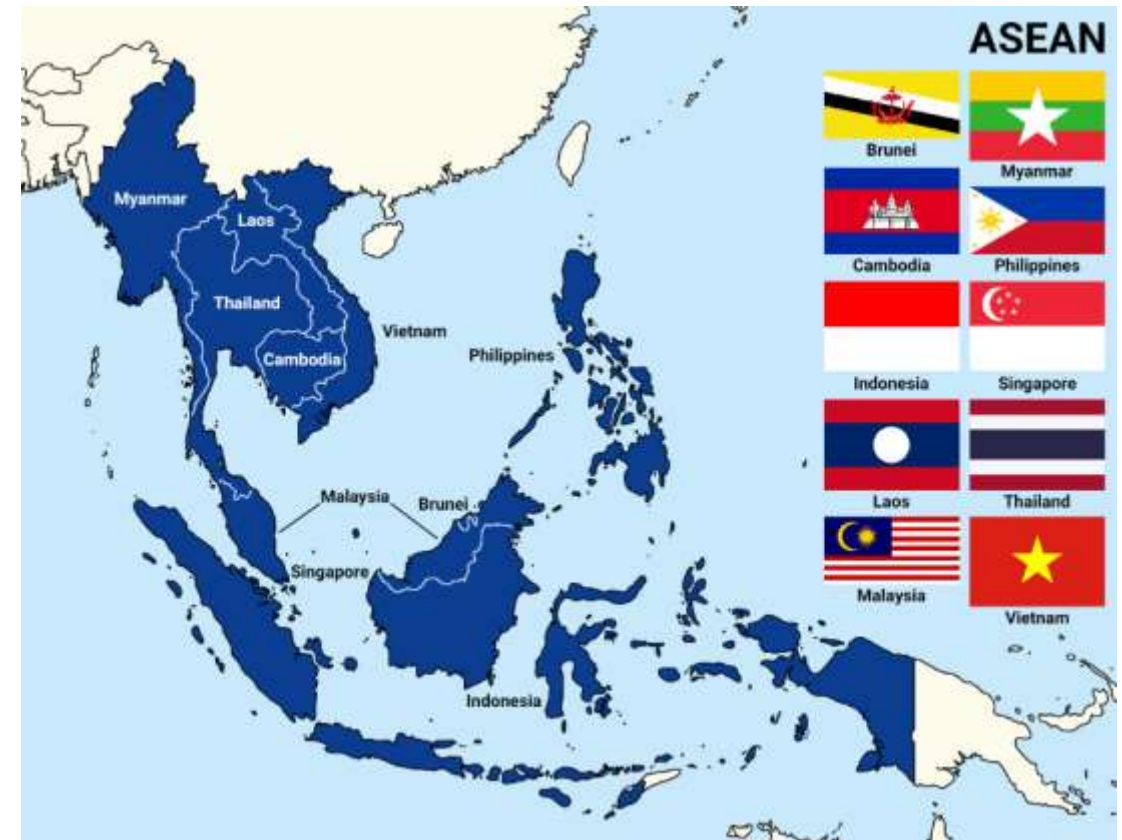 ASEAN
Brunei
Myanmar
Cambodia
Philippines
Indonesia
Singapore
Laos
Thailand
Malaysia
Vietnam
Myanmar
Laos
Thailand
Vietnam
Cambodia
Philippines
Malaysia
Brunei
Singapore
Indonesia